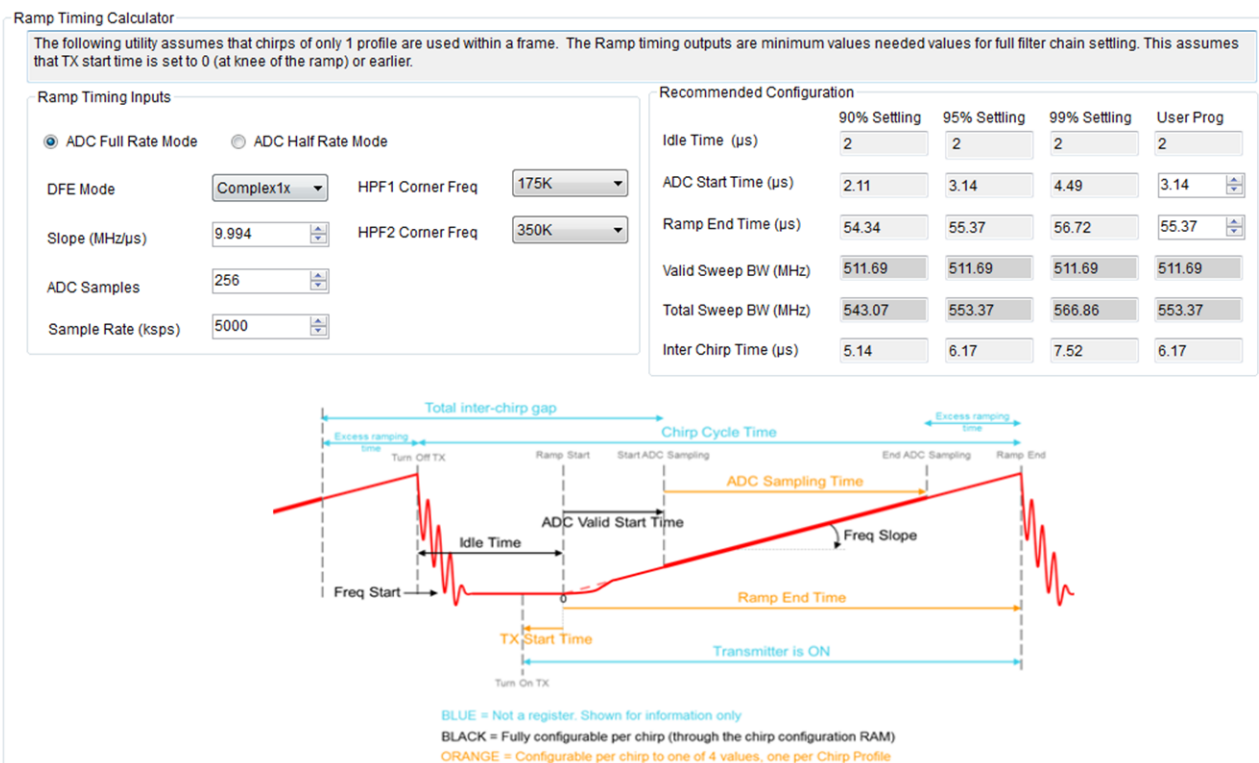 Ramp Timing Calculator
The following utility assumes that chirps of only 1 profile are used within a frame. The Ramp timing outputs are minimum values needed values for full filter chain settling. This assumes
that TX start time is set to 0 (at knee of the ramp) or earlier.
Ramp Timing Inputs
ADC Full Rate Mode ADC Half Rate Mode
DFE Mode Complex1x HPF1 Corner Freq 175K
Slope (MHz/µs) 9.994 HPF2 Corner Freq 350K
ADC Samples 256
Sample Rate (ksps) 5000
Recommended Configuration
90% Settling 95% Settling 99% Settling User Prog
Idle Time (µs) 2 2 2 2
ADC Start Time (µs) 2.11 3.14 4.49 3.14
Ramp End Time (µs) 54.34 55.37 56.72 55.37
Valid Sweep BW (MHz) 511.69 511.69 511.69 511.69
Total Sweep BW (MHz) 543.07 553.37 566.86 553.37
Inter Chirp Time (µs) 5.14 6.17 7.52 6.17
Total inter-chirp gap
Excess ramping
time
Chirp Cycle Time
Excess ramping
time
Turn Off TX
Ramp Start
Start ADC Sampling
End ADC Sampling
Ramp End
ADC Sampling Time
ADC Valid Start Time
Idle Time
Freq Slope
Freq Start
0
Ramp End Time
TX Start Time
Transmitter is ON
Turn On TX
BLUE = Not a register. Shown for information only
BLACK = Fully configurable per chirp (through the chirp configuration RAM)
ORANGE = Configurable per chirp to one of 4 values, one per Chirp Profile